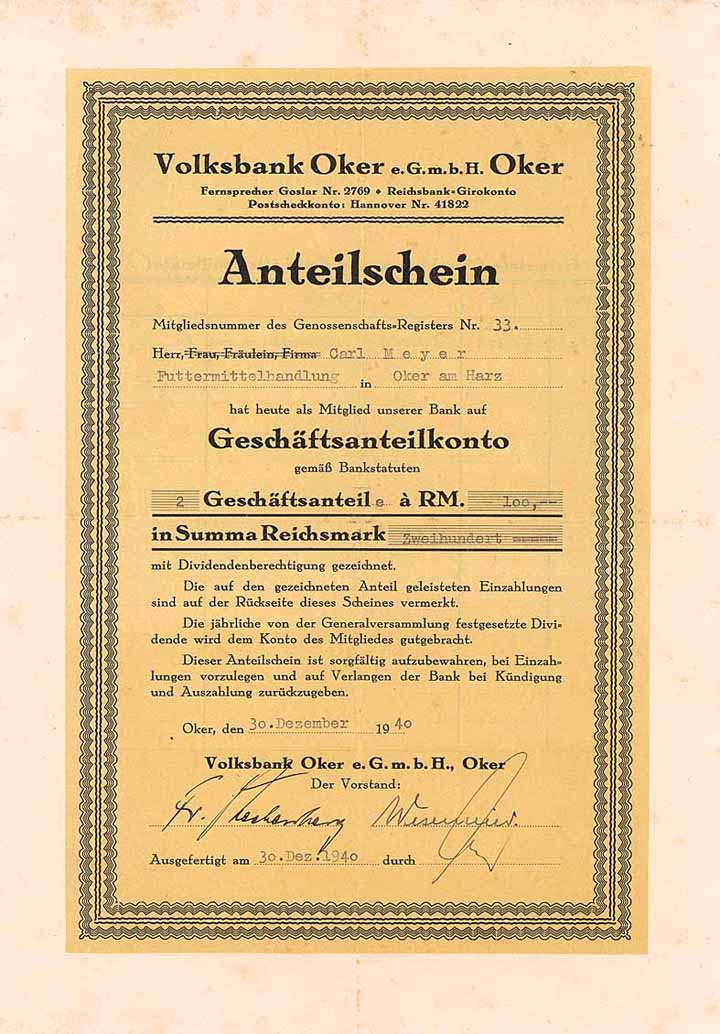 Volksbank Oker e.G.m.b.H. Oker
Fernsprecher Goslar Nr. 2769 • Reichsbank=Girokonto
Postscheckkonto: Hannover Nr. 41822
Anteilschein
Mitgliedsnummer des Genossenschafts=Registers Nr. 33.
Herr, Frau, Fräulein, Firma Carl Meyer
Futtermittelhandlung in Oker am Harz
hat heute als Mitglied unserer Bank auf
Geschäftsanteilkonto
gemäß Bankstatuten
2 Geschäftsanteile à RM. 100,--
in Summa Reichsmark Zweihundert
mit Dividendenberechtigung gezeichnet.
Die auf den gezeichneten Anteil geleisteten Einzahlungen
sind auf der Rückseite dieses Scheines vermerkt.
Die jährliche von der Generalversammlung festgesetzte Divi=
dende wird dem Konto des Mitgliedes gutgebracht.
Dieser Anteilschein ist sorgfältig aufzubewahren, bei Einzah=
lungen vorzulegen und auf Verlangen der Bank bei Kündigung
und Auszahlung zurückzugeben.
Oker, den 30.Dezember 1940
Volksbank Oker e.G.m.b.H., Oker
Der Vorstand:
Fr.
Ausgefertigt am 30.Dez.1940 durch